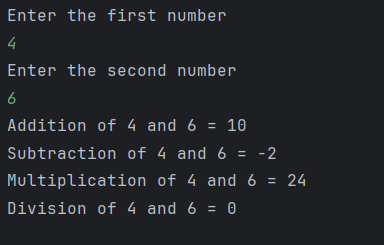 Enter the first number
4
Enter the second number
6
Addition of 4 and 6 = 10
Subtraction of 4 and 6 = -2
Multiplication of 4 and 6 = 24
Division of 4 and 6 = 0